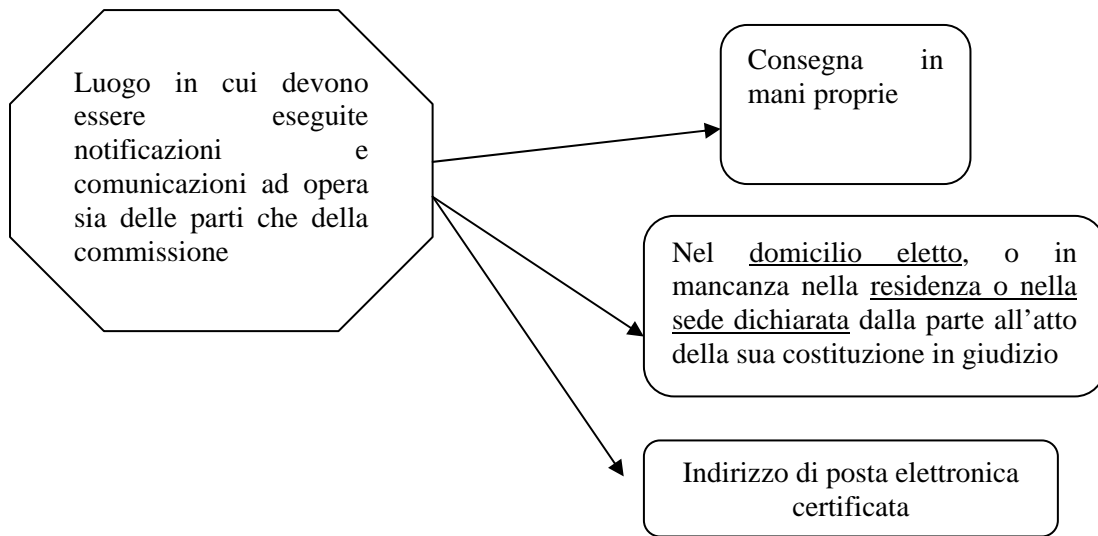 Luogo in cui devono
essere eseguite
notificazioni e
comunicazioni ad opera
sia delle parti che della
commissione
Consegna in
mani proprie
Nel domicilio eletto, o in
mancanza nella residenza o nella
sede dichiarata dalla parte all’atto
della sua costituzione in giudizio
Indirizzo di posta elettronica
certificata